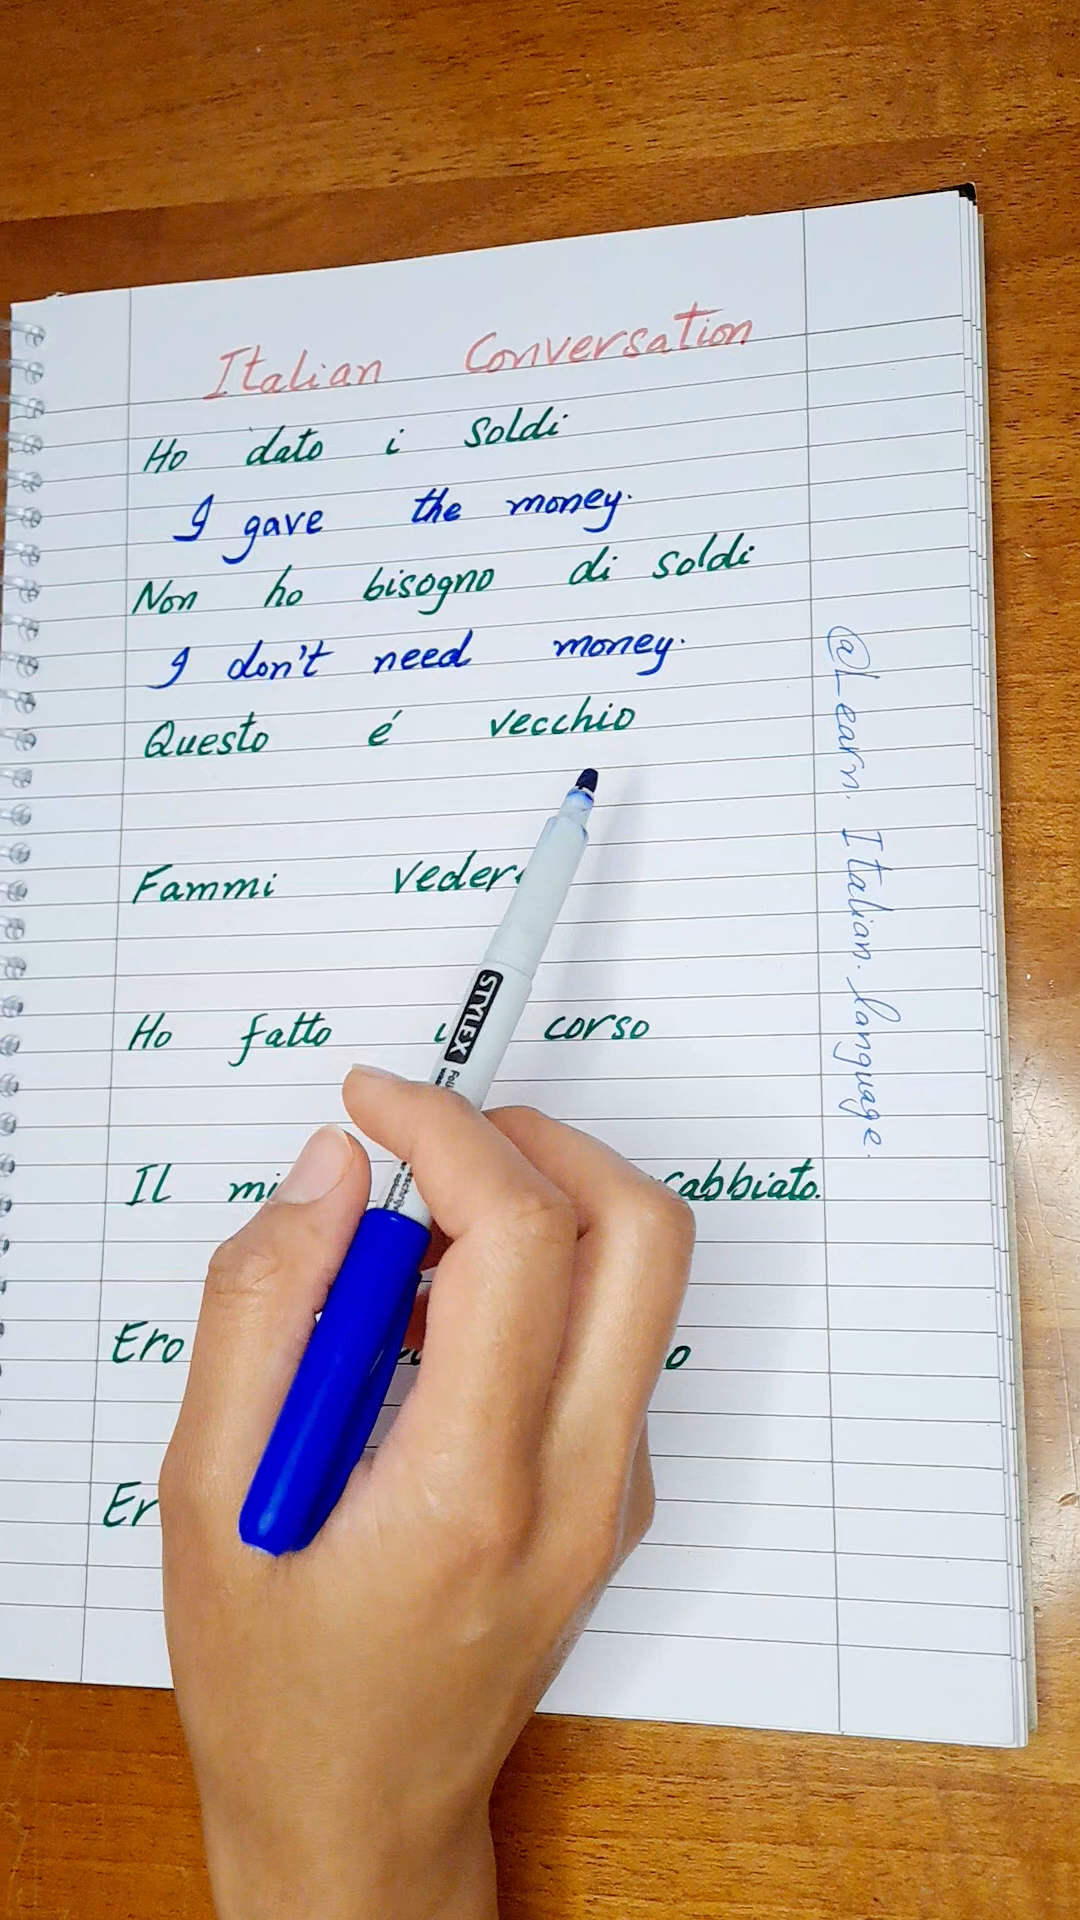 Italian Conversation
Ho dato i soldi
I gave the money.
Non ho bisogno di soldi
I don't need money.
Questo é vecchio
Fammi
Ho fatto corso
Il
Ero
@Learn.Italian.language.
STYLEX